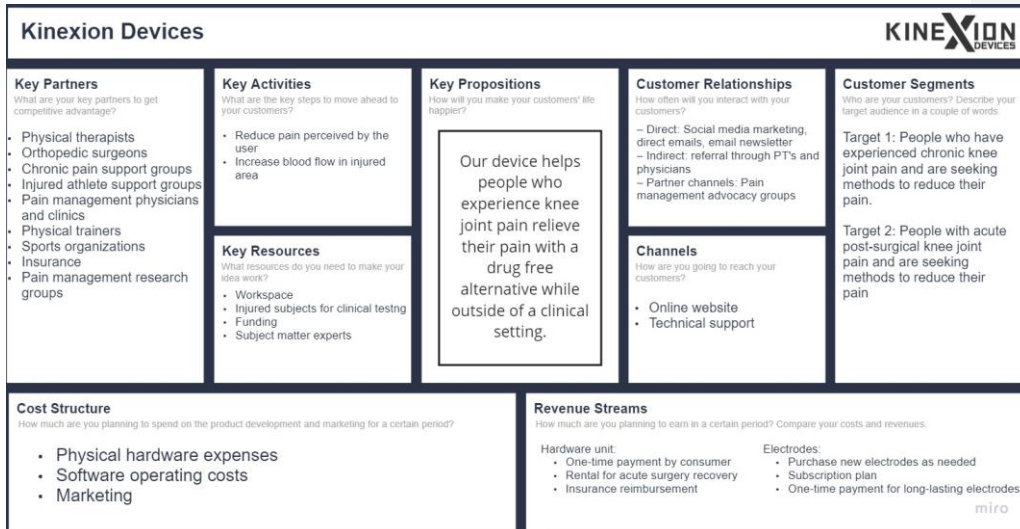 Kinexion Devices
KINEXION
DEVICES
Key Partners
What are your key partners to get
competitive advantage?
• Physical therapists
• Orthopedic surgeons
• Chronic pain support groups
• Injured athlete support groups
• Pain management physicians
and clinics
• Physical trainers
• Sports organizations
• Insurance
• Pain management research
groups
Key Activities
What are the key steps to move ahead to
your customers?
• Reduce pain perceived by the
user
• Increase blood flow in injured
area
Key Resources
What resources do you need to make your
idea work?
• Workspace
• Injured subjects for clinical testng
• Funding
• Subject matter experts
Key Propositions
How will you make your customers' life
happier?
Our device helps
people who
experience knee
joint pain relieve
their pain with a
drug free
alternative while
outside of a clinical
setting.
Customer Relationships
How often will you interact with your
customers?
– Direct: Social media marketing,
direct emails, email newsletter
– Indirect: referral through PT's and
physicians
– Partner channels: Pain
management advocacy groups
Channels
How are you going to reach your
customers?
• Online website
• Technical support
Customer Segments
Who are your customers? Describe your
target audience in a couple of words.
Target 1: People who have
experienced chronic knee
joint pain and are seeking
methods to reduce their
pain.
Target 2: People with acute
post-surgical knee joint
pain and are seeking
methods to reduce their
pain
Cost Structure
How much are you planning to spend on the product development and marketing for a certain period?
• Physical hardware expenses
• Software operating costs
• Marketing
Revenue Streams
How much are you planning to earn in a certain period? Compare your costs and revenues.
Hardware unit:
• One-time payment by consumer
• Rental for acute surgery recovery
• Insurance reimbursement
Electrodes:
• Purchase new electrodes as needed
• Subscription plan
• One-time payment for long-lasting electrodes
miro